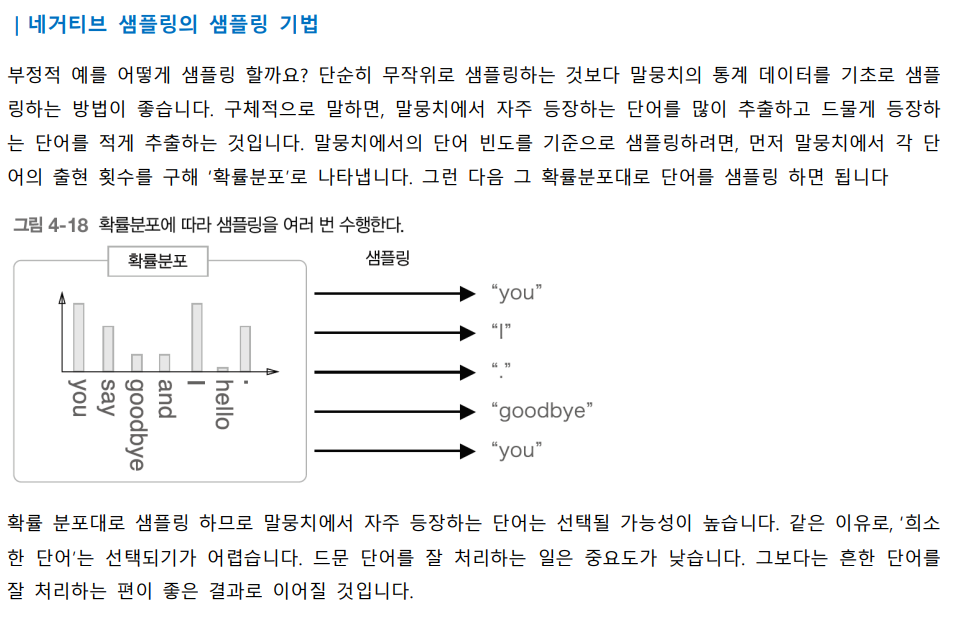 | 네거티브 샘플링의 샘플링 기법
부정적 예를 어떻게 샘플링 할까요? 단순히 무작위로 샘플링하는 것보다 말뭉치의 통계 데이터를 기초로 샘플
링하는 방법이 좋습니다. 구체적으로 말하면, 말뭉치에서 자주 등장하는 단어를 많이 추출하고 드물게 등장하
는 단어를 적게 추출하는 것입니다. 말뭉치에서의 단어 빈도를 기준으로 샘플링하려면, 먼저 말뭉치에서 각 단
어의 출현 횟수를 구해 '확률분포'로 나타냅니다. 그런 다음 그 확률분포대로 단어를 샘플링 하면 됩니다
그림 4-18 확률분포에 따라 샘플링을 여러 번 수행한다.
확률분포
샘플링
you
say
goodbye
and
I
hello
.
“you”
“I”
“.”
“goodbye”
“you”
확률 분포대로 샘플링 하므로 말뭉치에서 자주 등장하는 단어는 선택될 가능성이 높습니다. 같은 이유로, '희소
한 단어'는 선택되기가 어렵습니다. 드문 단어를 잘 처리하는 일은 중요도가 낮습니다. 그보다는 흔한 단어를
잘 처리하는 편이 좋은 결과로 이어질 것입니다.